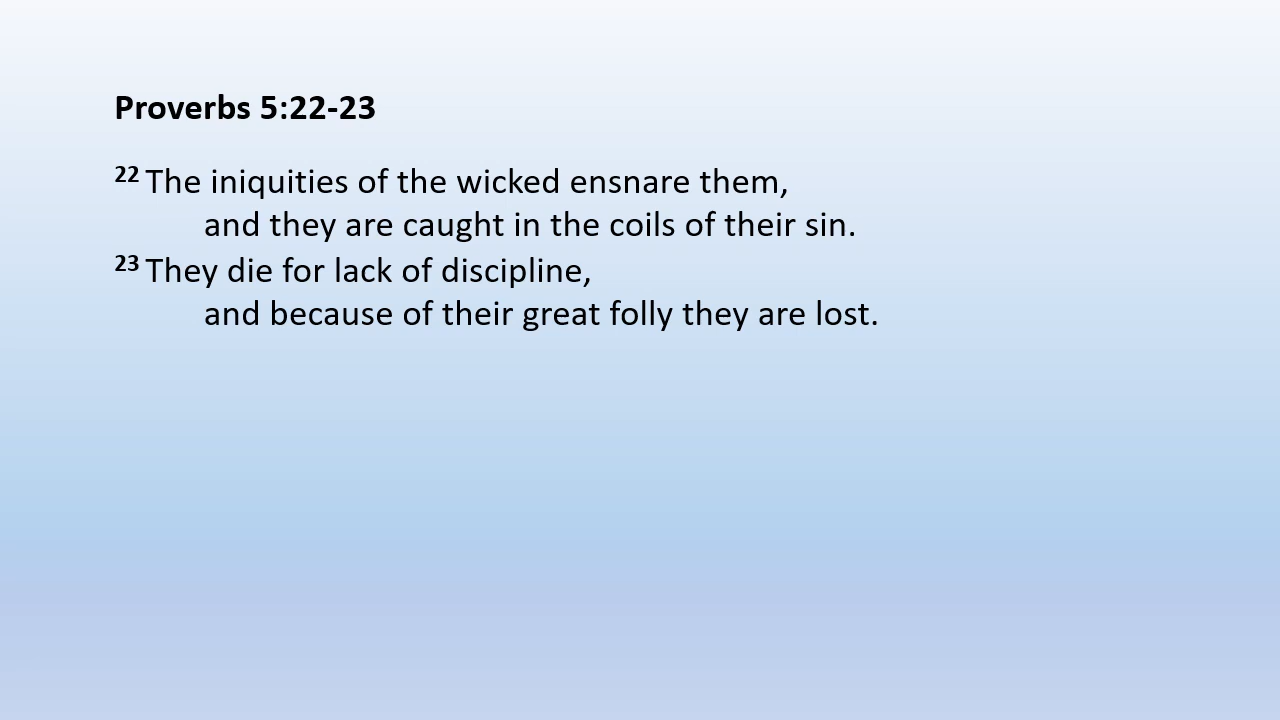 Proverbs 5:22-23
22 The iniquities of the wicked ensnare them,
and they are caught in the coils of their sin.
23 They die for lack of discipline,
and because of their great folly they are lost.